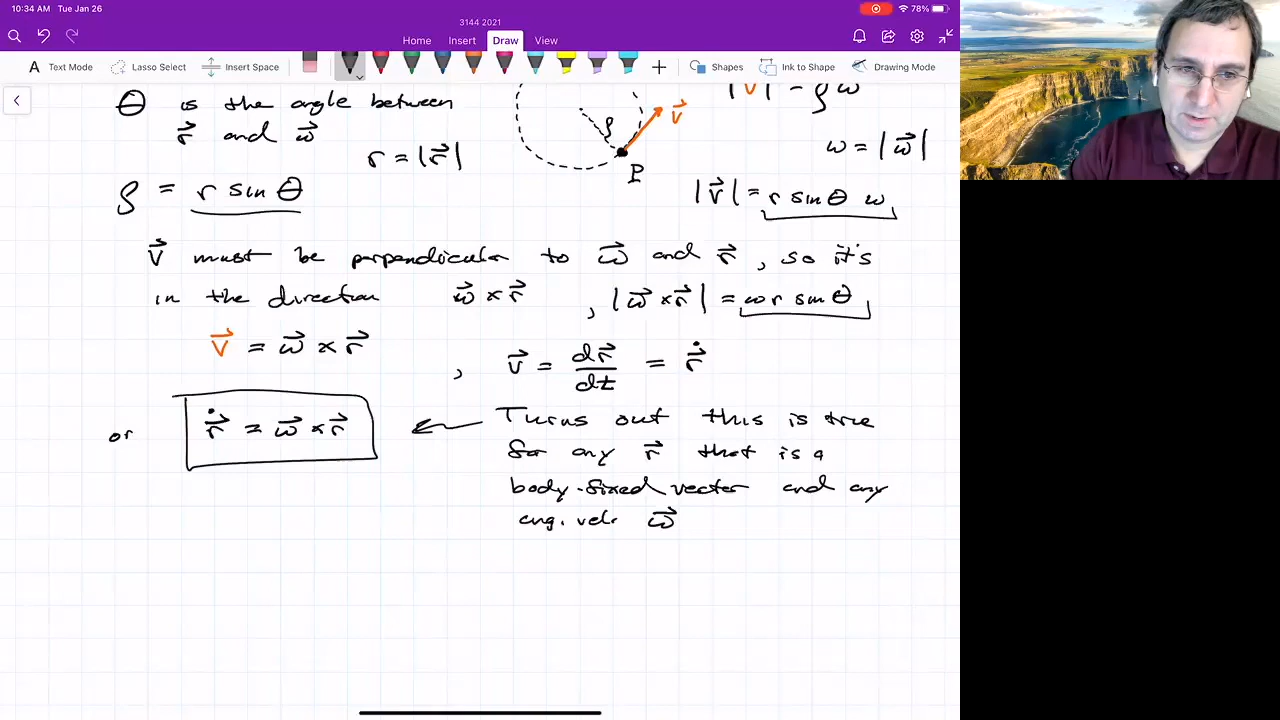 10:34 AM Tue Jan 26
78%
3144 2021
Home Insert Draw View
Text Mode Lasso Select Insert Space Shapes Ink to Shape Drawing Mode
θ is the angle between
r⃗ and ω⃗
r = |r⃗|
ρ
v⃗
P
|v⃗| = ρ ω
ω = |ω⃗|
ρ = r sin θ
|v⃗| = r sin θ ω
v⃗ must be perpendicular to ω⃗ and r⃗, so it's
in the direction ω⃗ × r⃗ , |ω⃗ × r⃗| = ω r sin θ
v⃗ = ω⃗ × r⃗ , v⃗ = dr⃗/dt = ṙ⃗
or ṙ⃗ = ω⃗ × r⃗
Turns out this is true
for any r⃗ that is a
body-fixed vector and any
ang. vel. ω⃗